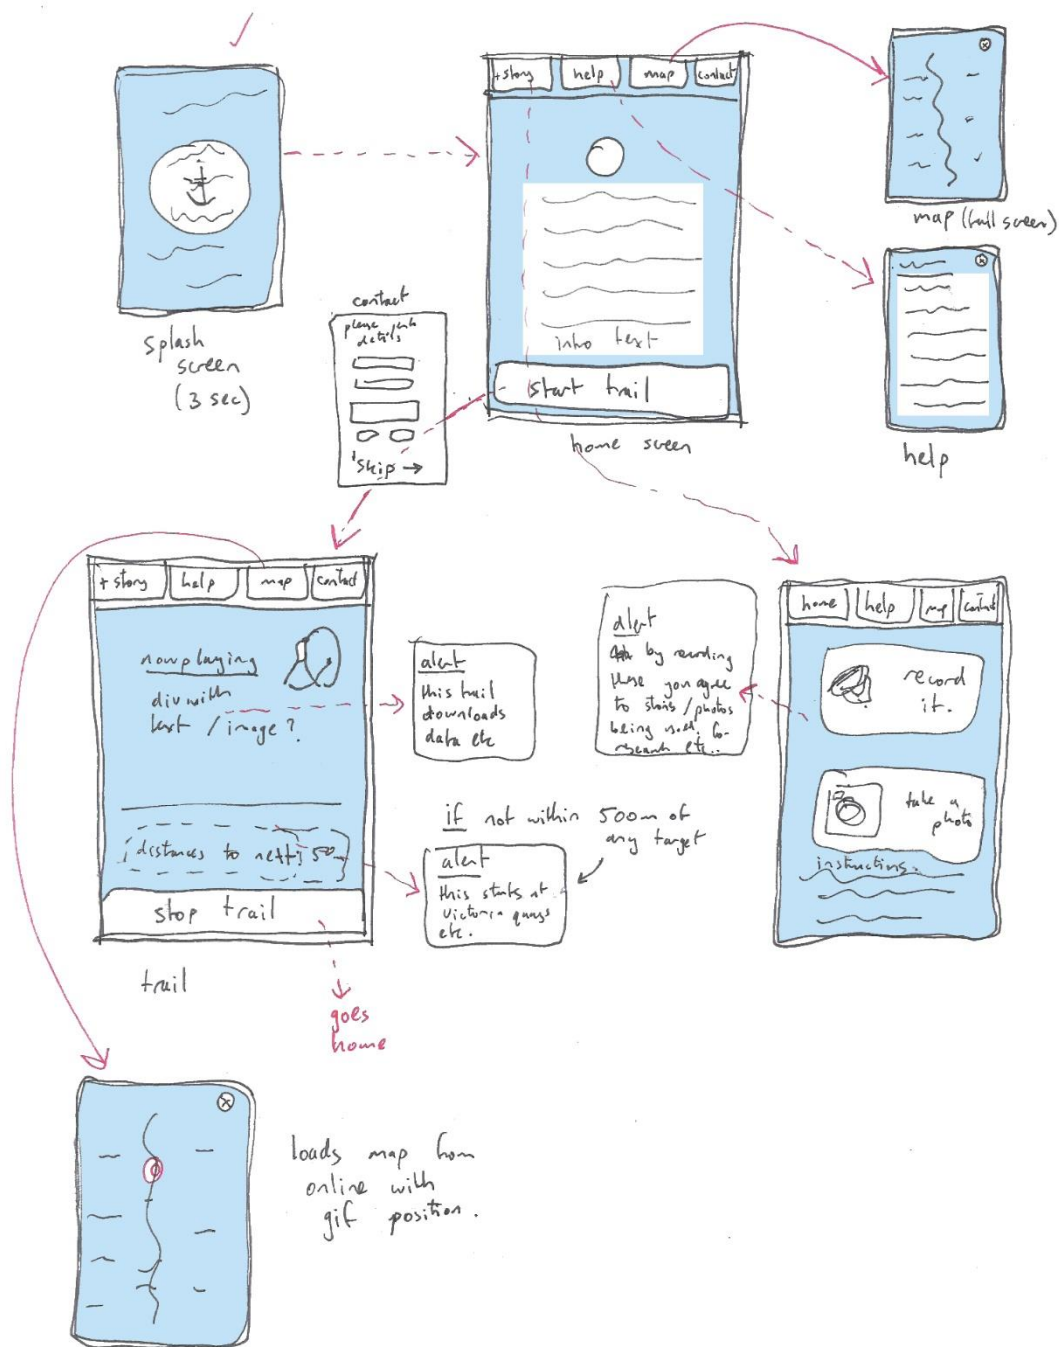 +story help map contact
map (full screen)
intro text
start trail
home screen
help
splash
screen
(3 sec)
contact
please
details
skip →
+ story help map contact
now playing
div with
text / image?
distances to next: 50
stop trail
trail
goes
home
alert
this trail
downloads
data etc
if not within 500m of
any target
alert
this starts at
Victoria quays
etc.
alert
by recording
these you agree
to stories/photos
being used for
research etc..
home help map contact
record
it.
take a
photo
instructions.
loads map from
online with
gif position.